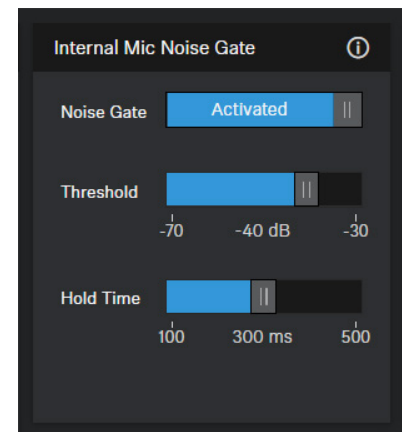 Internal Mic Noise Gate
Noise Gate Activated
Threshold
-70 -40 dB -30
Hold Time
100 300 ms 500